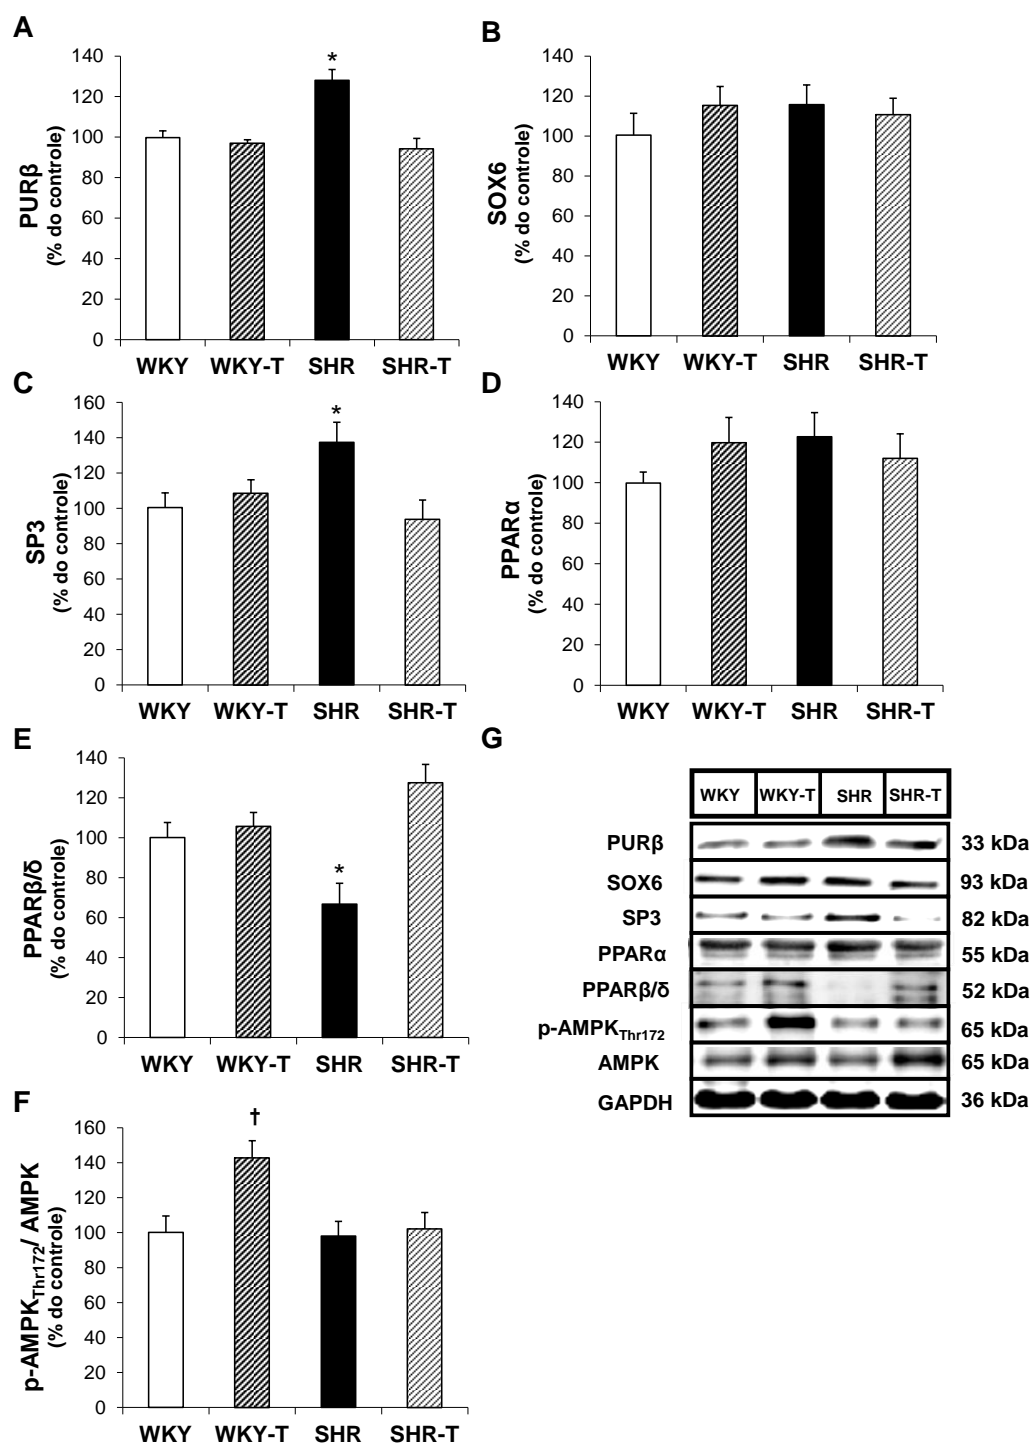 A
PURβ
(% do controle)
140
120
100
80
60
40
20
0
*
WKY WKY-T SHR SHR-T
B
SOX6
(% do controle)
140
120
100
80
60
40
20
0
WKY WKY-T SHR SHR-T
C
SP3
(% do controle)
160
140
120
100
80
60
40
20
0
*
WKY WKY-T SHR SHR-T
D
PPARα
(% do controle)
140
120
100
80
60
40
20
0
WKY WKY-T SHR SHR-T
E
PPARβ/δ
(% do controle)
140
120
100
80
60
40
20
0
*
WKY WKY-T SHR SHR-T
F
p-AMPKThr172/ AMPK
(% do controle)
160
140
120
100
80
60
40
20
0
†
WKY WKY-T SHR SHR-T
G
WKY WKY-T SHR SHR-T
PURβ 33 kDa
SOX6 93 kDa
SP3 82 kDa
PPARα 55 kDa
PPARβ/δ 52 kDa
p-AMPKThr172 65 kDa
AMPK 65 kDa
GAPDH 36 kDa